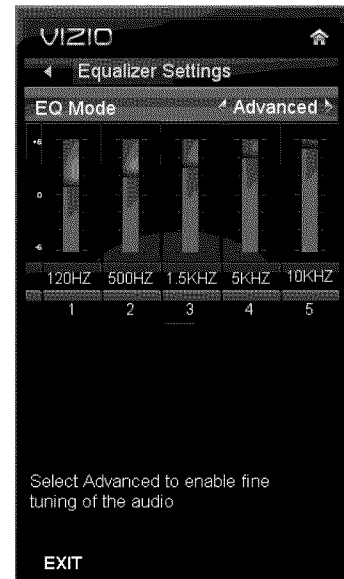 VIZIO
Equalizer Settings
EQ Mode Advanced
+6
0
-6
120HZ 500HZ 1.5KHZ 5KHZ 10KHZ
1 2 3 4 5
Select Advanced to enable fine
tuning of the audio
EXIT